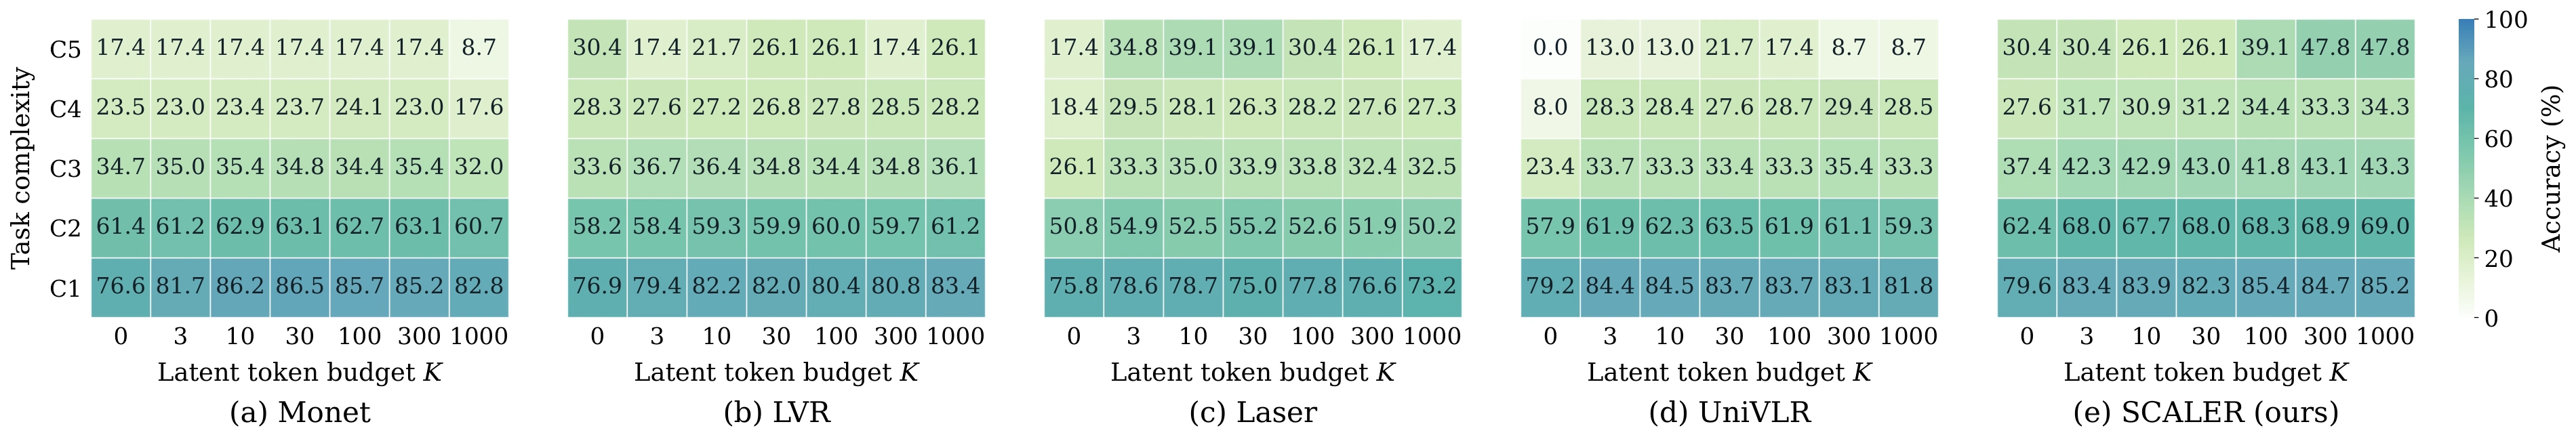 Task complexity
C5
C4
C3
C2
C1
17.4 17.4 17.4 17.4 17.4 17.4 8.7
23.5 23.0 23.4 23.7 24.1 23.0 17.6
34.7 35.0 35.4 34.8 34.4 35.4 32.0
61.4 61.2 62.9 63.1 62.7 63.1 60.7
76.6 81.7 86.2 86.5 85.7 85.2 82.8
0 3 10 30 100 300 1000
Latent token budget K
(a) Monet
30.4 17.4 21.7 26.1 26.1 17.4 26.1
28.3 27.6 27.2 26.8 27.8 28.5 28.2
33.6 36.7 36.4 34.8 34.4 34.8 36.1
58.2 58.4 59.3 59.9 60.0 59.7 61.2
76.9 79.4 82.2 82.0 80.4 80.8 83.4
0 3 10 30 100 300 1000
Latent token budget K
(b) LVR
17.4 34.8 39.1 39.1 30.4 26.1 17.4
18.4 29.5 28.1 26.3 28.2 27.6 27.3
26.1 33.3 35.0 33.9 33.8 32.4 32.5
50.8 54.9 52.5 55.2 52.6 51.9 50.2
75.8 78.6 78.7 75.0 77.8 76.6 73.2
0 3 10 30 100 300 1000
Latent token budget K
(c) Laser
0.0 13.0 13.0 21.7 17.4 8.7 8.7
8.0 28.3 28.4 27.6 28.7 29.4 28.5
23.4 33.7 33.3 33.4 33.3 35.4 33.3
57.9 61.9 62.3 63.5 61.9 61.1 59.3
79.2 84.4 84.5 83.7 83.7 83.1 81.8
0 3 10 30 100 300 1000
Latent token budget K
(d) UniVLR
30.4 30.4 26.1 26.1 39.1 47.8 47.8
27.6 31.7 30.9 31.2 34.4 33.3 34.3
37.4 42.3 42.9 43.0 41.8 43.1 43.3
62.4 68.0 67.7 68.0 68.3 68.9 69.0
79.6 83.4 83.9 82.3 85.4 84.7 85.2
0 3 10 30 100 300 1000
Latent token budget K
(e) SCALER (ours)
100
80
60
40
20
0
Accuracy (%)